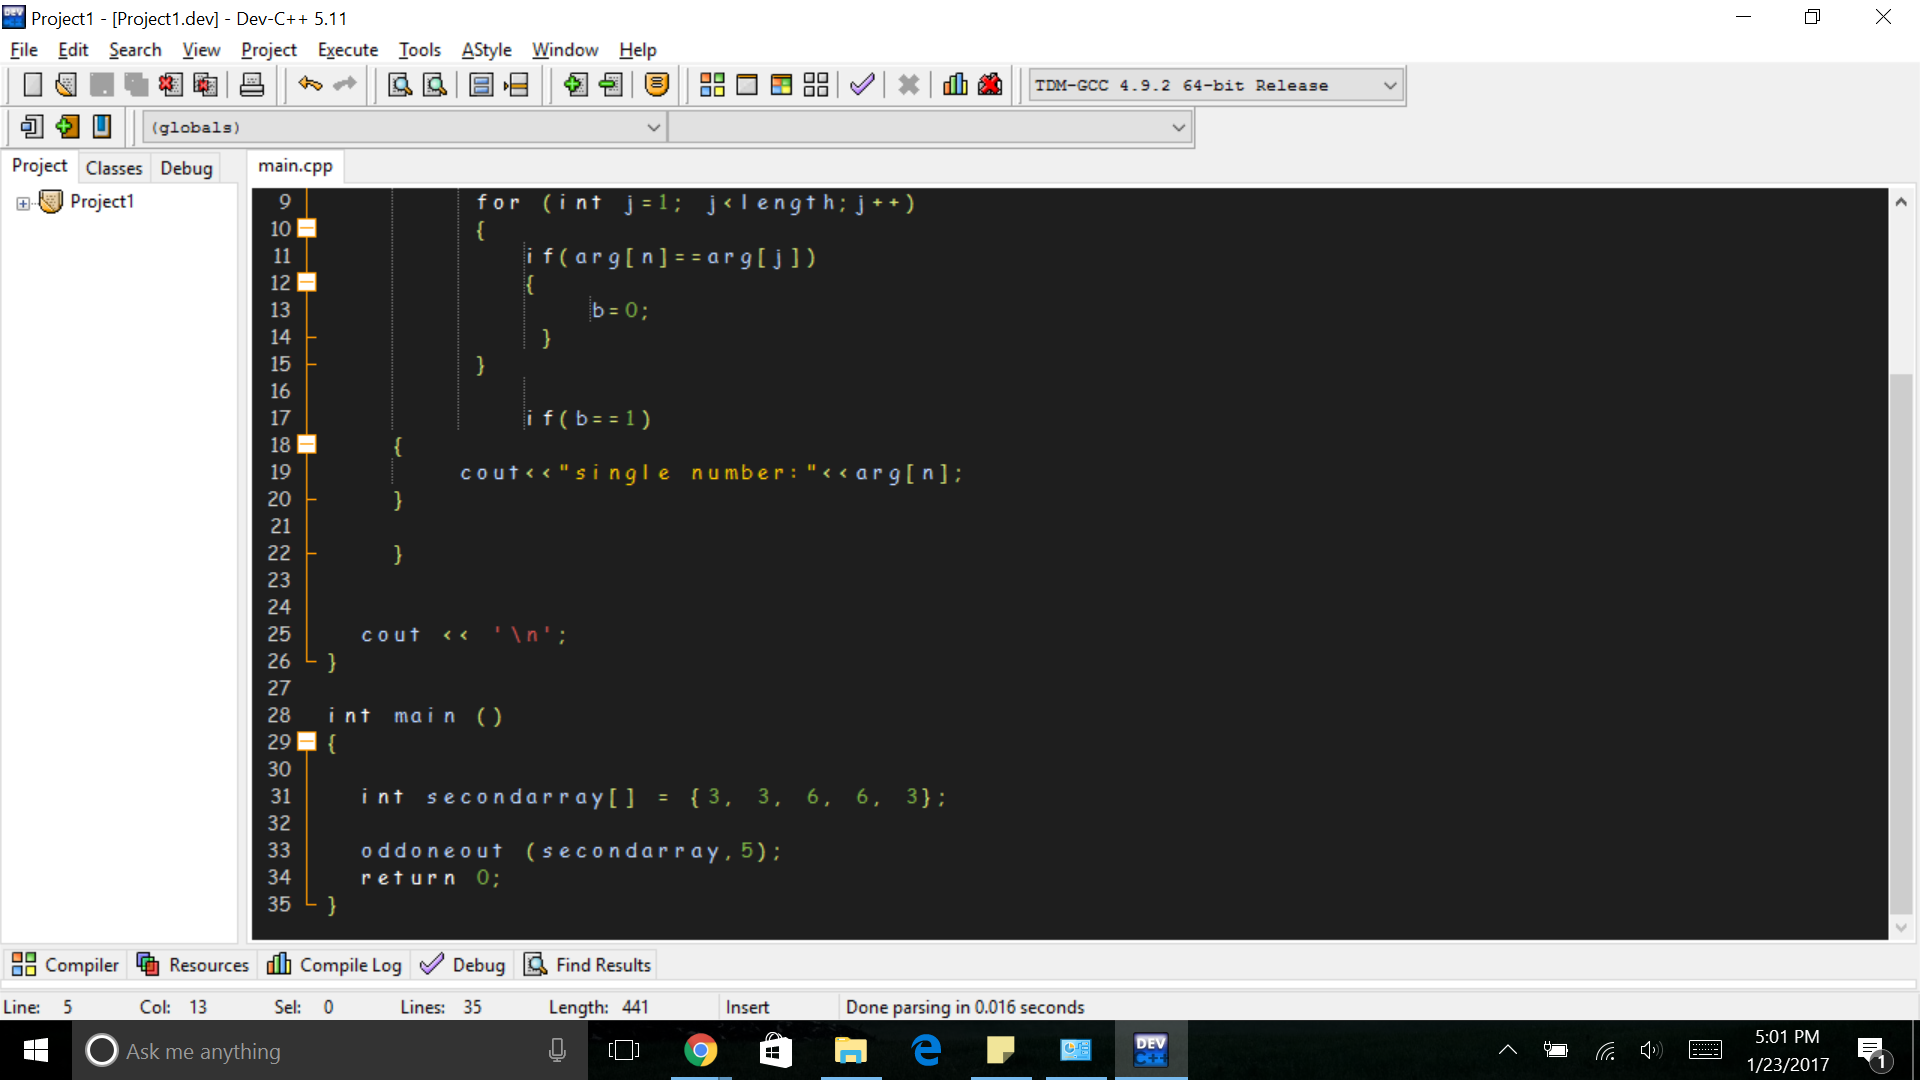 Project1 - [Project1.dev] - Dev-C++ 5.11
File Edit Search View Project Execute Tools AStyle Window Help
TDM-GCC 4.9.2 64-bit Release
(globals)
Project Classes Debug main.cpp
Project1
9 for (int j=1; j<length;j++)
10 {
11 if(arg[n]==arg[j])
12 {
13 b=0;
14 }
15 }
16
17 if(b==1)
18 {
19 cout<<"single number:"<<arg[n];
20 }
21
22 }
23
24
25 cout << '\n';
26 }
27
28 int main ()
29 {
30
31 int secondarray[] = {3, 3, 6, 6, 3};
32
33 oddoneout (secondarray,5);
34 return 0;
35 }
Compiler Resources Compile Log Debug Find Results
Line: 5 Col: 13 Sel: 0 Lines: 35 Length: 441 Insert Done parsing in 0.016 seconds
Ask me anything
DEV C++
5:01 PM
1/23/2017
1